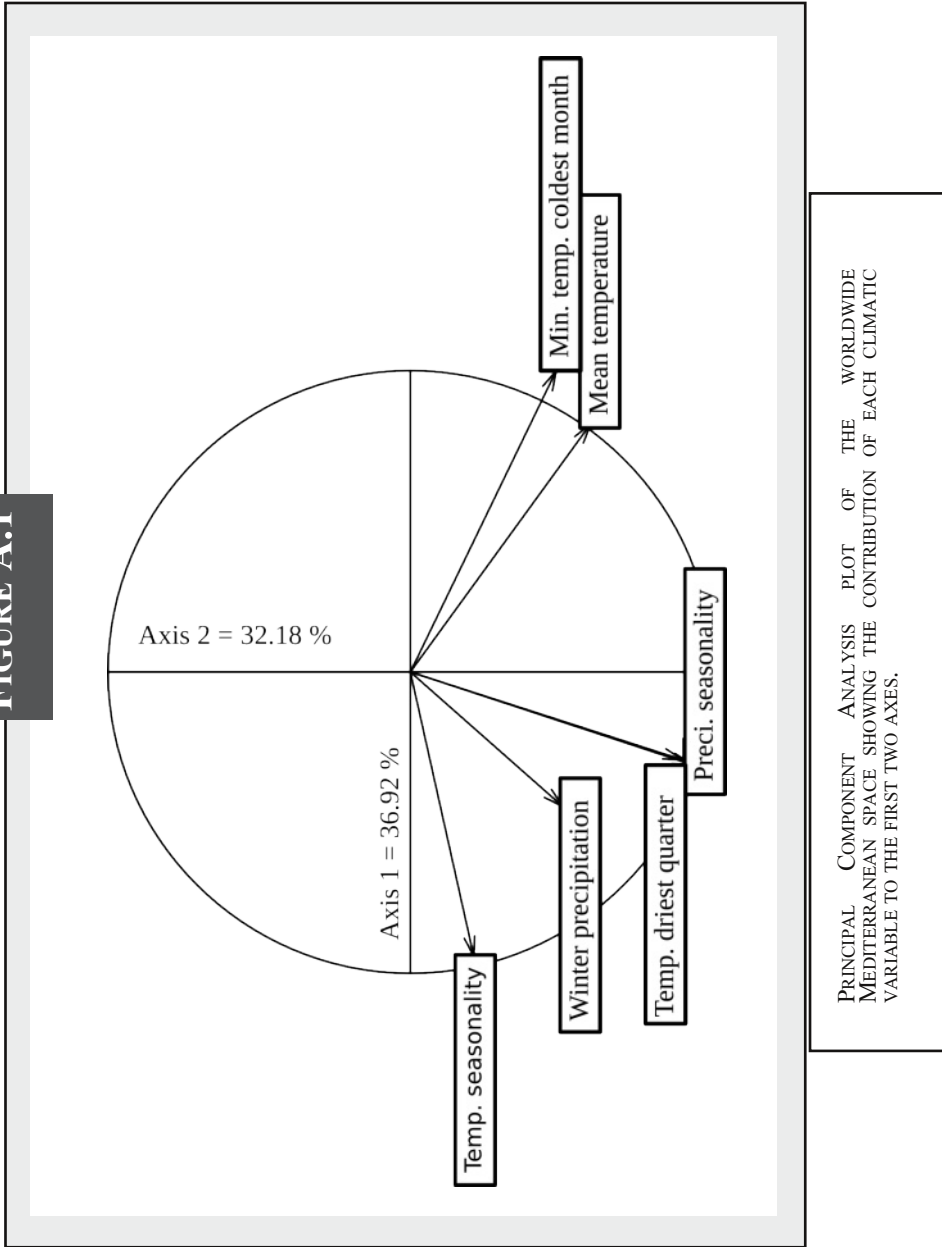 FIGURE A.1
Axis 2 = 32.18 %
Axis 1 = 36.92 %
Min. temp. coldest month
Mean temperature
Preci. seasonality
Temp. driest quarter
Winter precipitation
Temp. seasonality
PRINCIPAL COMPONENT ANALYSIS PLOT OF THE WORLDWIDE
MEDITERRANEAN SPACE SHOWING THE CONTRIBUTION OF EACH CLIMATIC
VARIABLE TO THE FIRST TWO AXES.